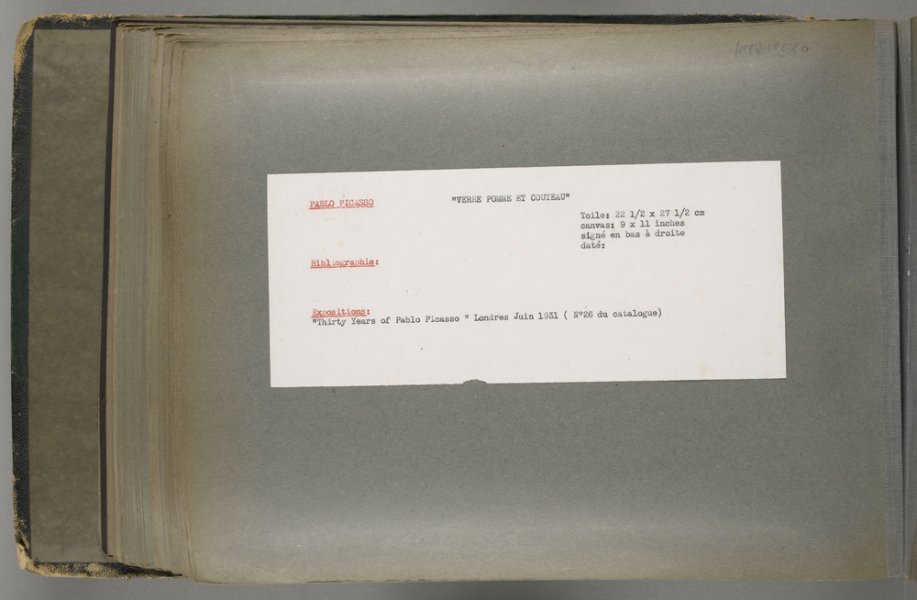 PABLO PICASSO
"VERRE POMME ET COUTEAU"
Toile: 22 1/2 x 27 1/2 cm
canvas: 9 x 11 inches
signé en bas à droite
daté:
Bibliographie:
Expositions:
"Thirty Years of Pablo Picasso " Londres Juin 1931 ( N°26 du catalogue)